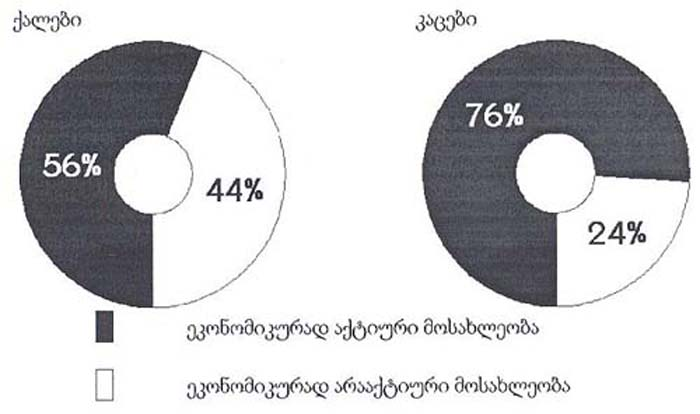 ქალები
კაცები
56%
44%
76%
24%
ეკონომიკურად აქტიური მოსახლეობა
ეკონომიკურად არააქტიური მოსახლეობა